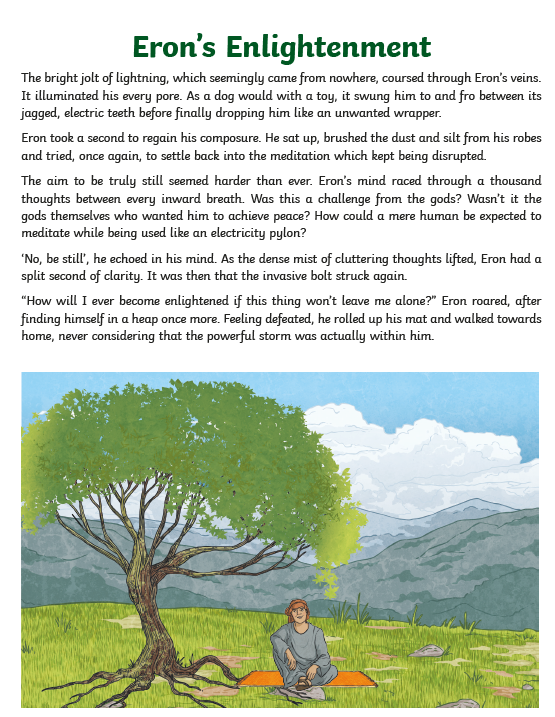 Eron's Enlightenment
The bright jolt of lightning, which seemingly came from nowhere, coursed through Eron's veins.
It illuminated his every pore. As a dog would with a toy, it swung him to and fro between its
jagged, electric teeth before finally dropping him like an unwanted wrapper.
Eron took a second to regain his composure. He sat up, brushed the dust and silt from his robes
and tried, once again, to settle back into the meditation which kept being disrupted.
The aim to be truly still seemed harder than ever. Eron's mind raced through a thousand
thoughts between every inward breath. Was this a challenge from the gods? Wasn't it the
gods themselves who wanted him to achieve peace? How could a mere human be expected to
meditate while being used like an electricity pylon?
‘No, be still’, he echoed in his mind. As the dense mist of cluttering thoughts lifted, Eron had a
split second of clarity. It was then that the invasive bolt struck again.
“How will I ever become enlightened if this thing won't leave me alone?” Eron roared, after
finding himself in a heap once more. Feeling defeated, he rolled up his mat and walked towards
home, never considering that the powerful storm was actually within him.